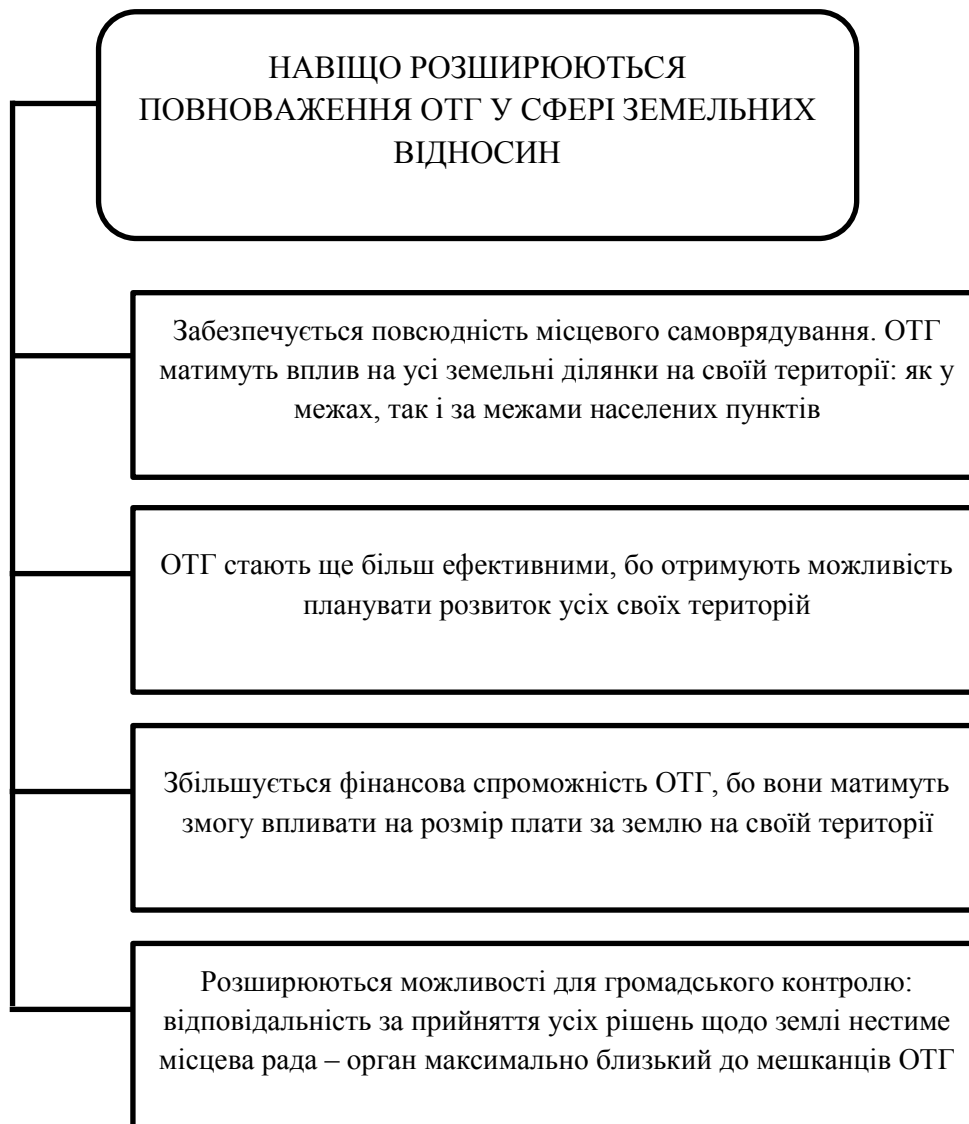 НАВІЩО РОЗШИРЮЮТЬСЯ
ПОВНОВАЖЕННЯ ОТГ У СФЕРІ ЗЕМЕЛЬНИХ
ВІДНОСИН
Забезпечується повсюдність місцевого самоврядування. ОТГ
матимуть вплив на усі земельні ділянки на своїй території: як у
межах, так і за межами населених пунктів
ОТГ стають ще більш ефективними, бо отримують можливість
планувати розвиток усіх своїх територій
Збільшується фінансова спроможність ОТГ, бо вони матимуть
змогу впливати на розмір плати за землю на своїй території
Розширюються можливості для громадського контролю:
відповідальність за прийняття усіх рішень щодо землі нестиме
місцева рада – орган максимально близький до мешканців ОТГ